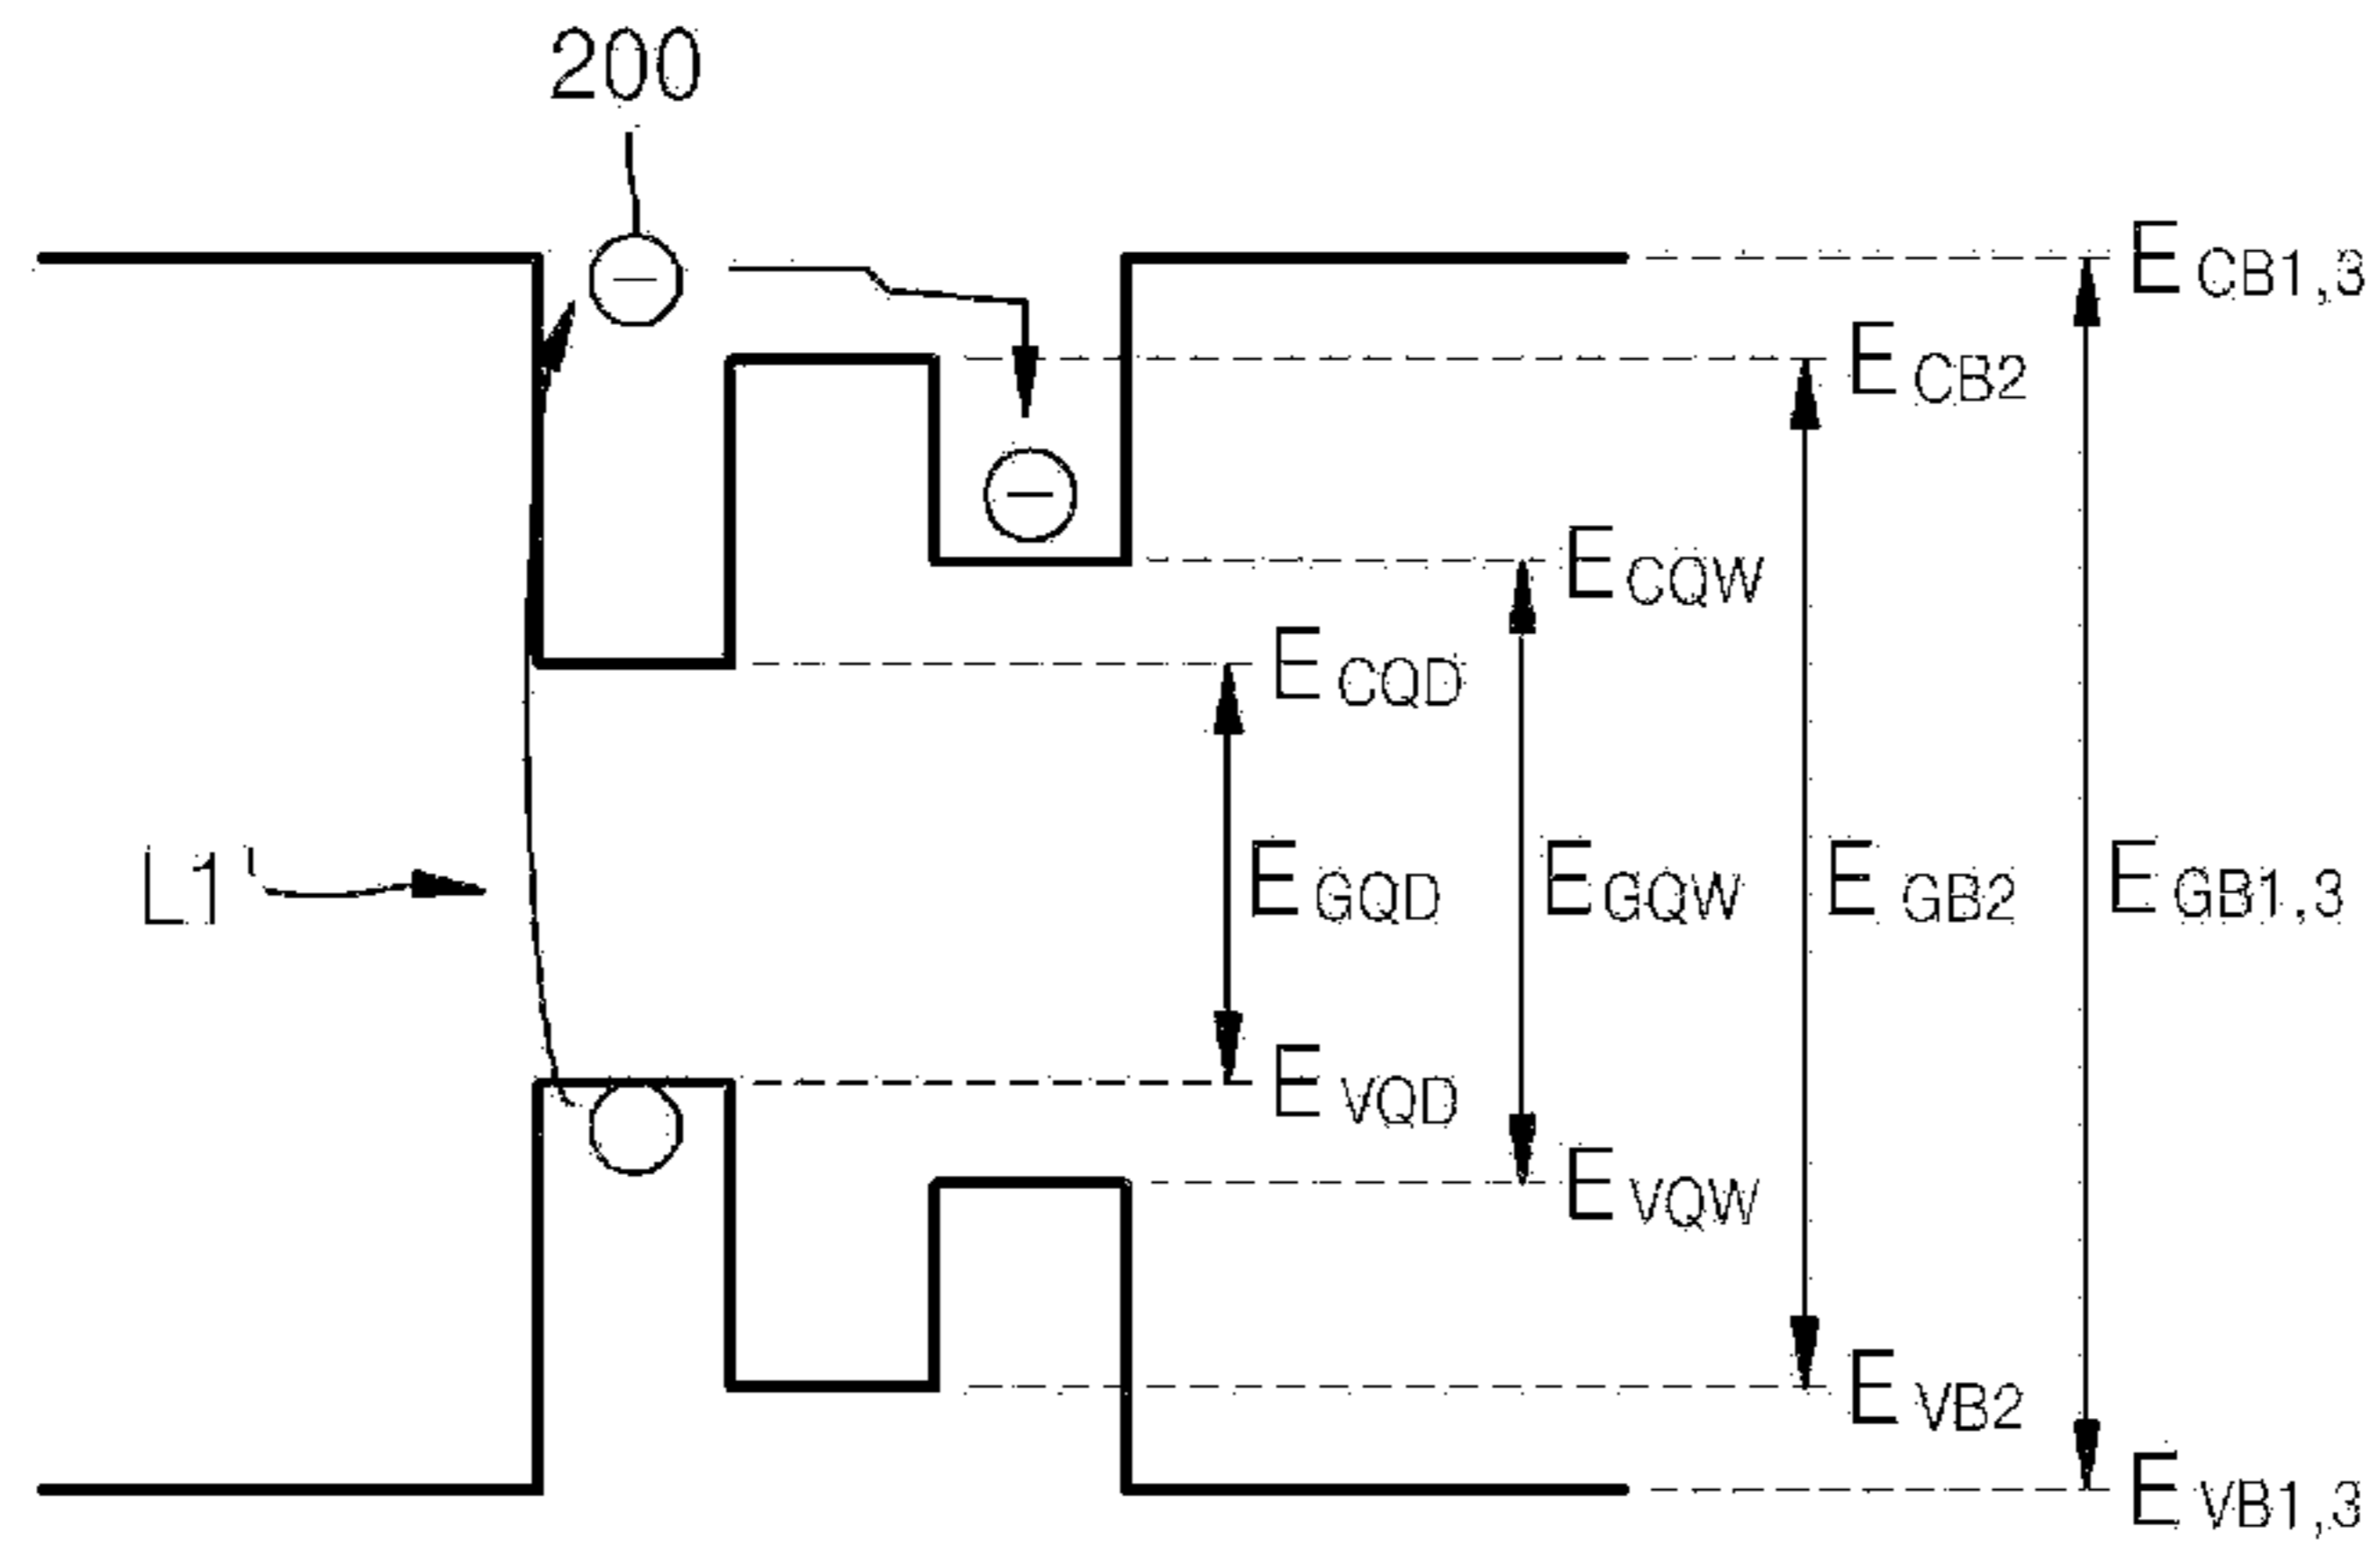 200
E CB1,3
E CB2
E CQW
E CQD
L1
E GQD
E GQW
E GB2
E GB1,3
E VQD
E VQW
E VB2
E VB1,3